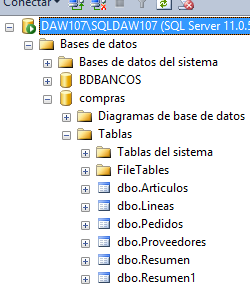 Conectar
DAW107\SQLDAW107 (SQL Server 11.0.
Bases de datos
Bases de datos del sistema
BDBANCOS
compras
Diagramas de base de datos
Tablas
Tablas del sistema
FileTables
dbo.Articulos
dbo.Lineas
dbo.Pedidos
dbo.Proveedores
dbo.Resumen
dbo.Resumen1